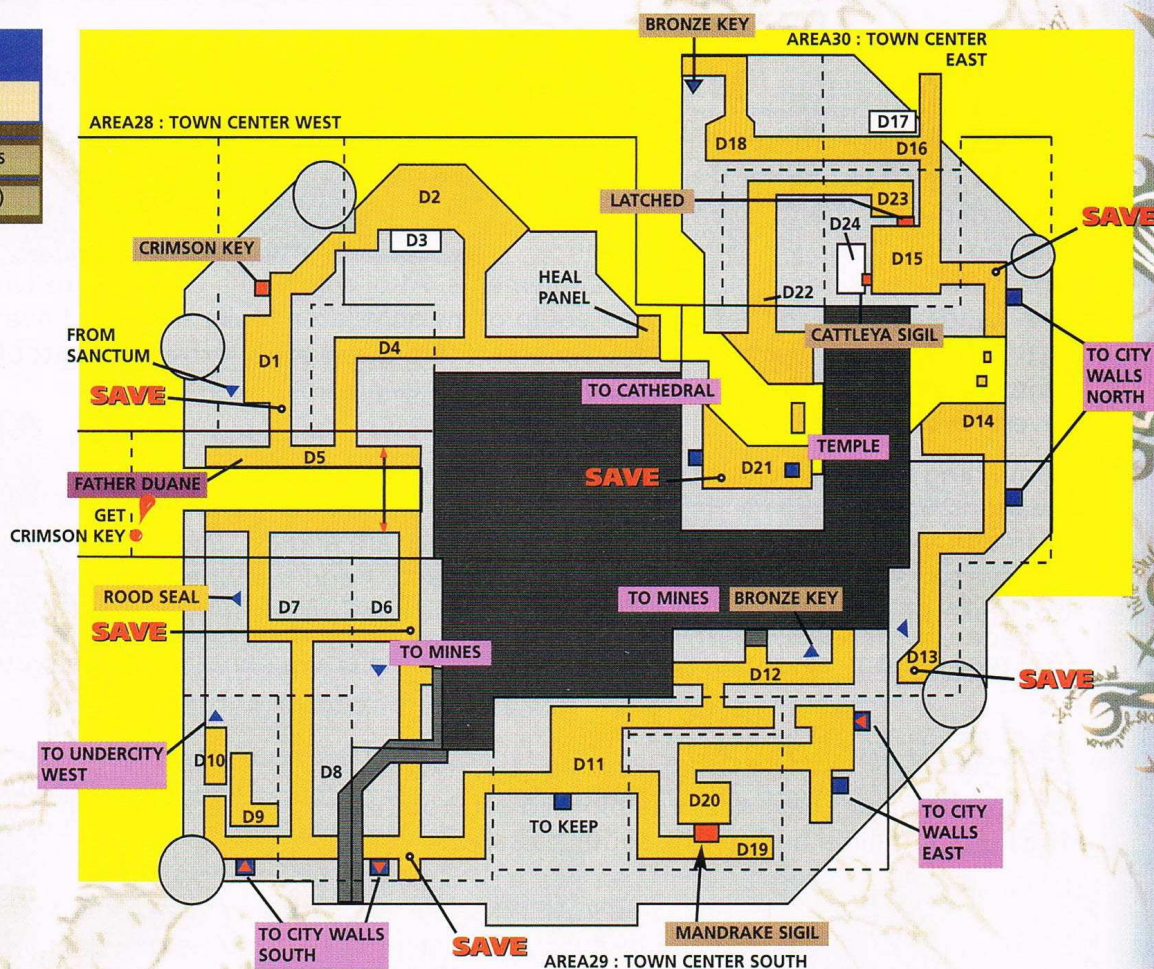 BRONZE KEY
AREA30 : TOWN CENTER
EAST
AREA28 : TOWN CENTER WEST
D17
D18
D16
S
)
D2
LATCHED
D23
SAVE
D3
D24
CRIMSON KEY
D15
HEAL
PANEL
D22
FROM
SANCTUM
D1
D4
CATTLEYA SIGIL
TO CITY
WALLS
NORTH
SAVE
TO CATHEDRAL
D14
D5
TEMPLE
FATHER DUANE
SAVE
D21
GET
CRIMSON KEY
ROOD SEAL
D7
D6
TO MINES
BRONZE KEY
SAVE
TO MINES
D13
D12
SAVE
TO UNDERCITY
WEST
D10
D8
D11
D9
D20
TO KEEP
TO CITY
WALLS
EAST
D19
TO CITY WALLS
SOUTH
SAVE
MANDRAKE SIGIL
AREA29 : TOWN CENTER SOUTH